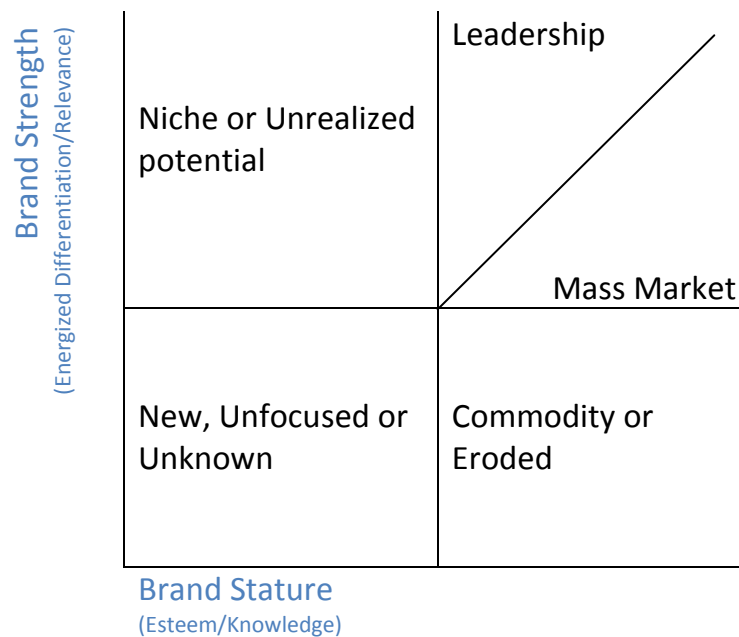 Brand Strength
(Energized Differentiation/Relevance)
Leadership
Niche or Unrealized
potential
Mass Market
New, Unfocused or
Unknown
Commodity or
Eroded
Brand Stature
(Esteem/Knowledge)